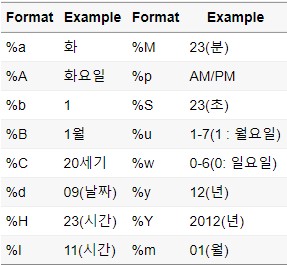 Format Example Format Example
%a 화 %M 23(분)
%A 화요일 %p AM/PM
%b 1 %S 23(초)
%B 1월 %u 1-7(1 : 월요일)
%C 20세기 %w 0-6(0: 일요일)
%d 09(날짜) %y 12(년)
%H 23(시간) %Y 2012(년)
%I 11(시간) %m 01(월)